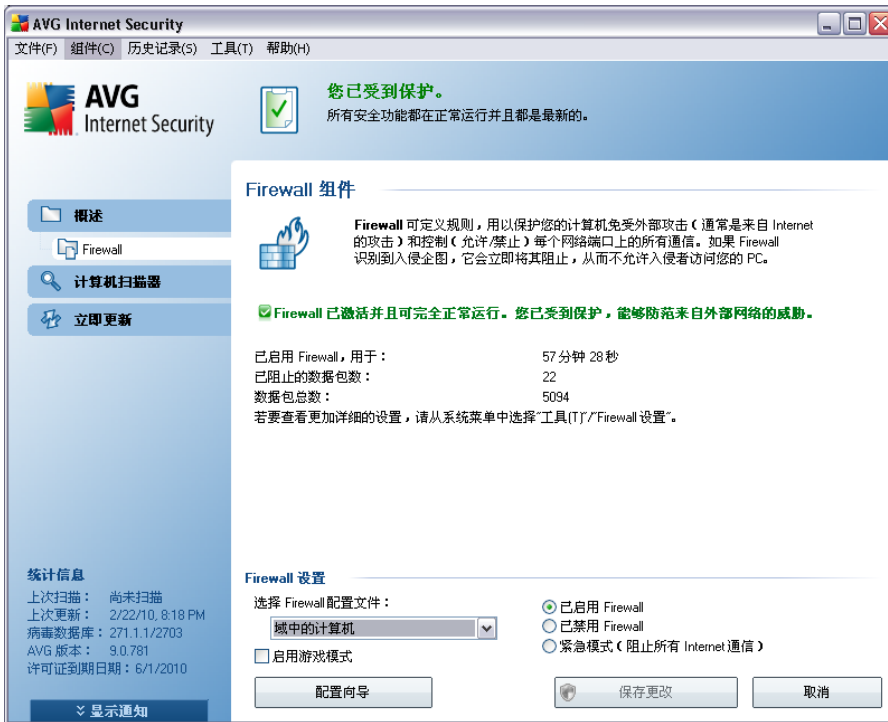 AVG Internet Security
文件(F) 组件(C) 历史记录(S) 工具(T) 帮助(H)
AVG
Internet Security
您已受到保护。
所有安全功能都在正常运行并且都是最新的。
概述
Firewall
计算机扫描器
立即更新
Firewall 组件
Firewall 可定义规则，用以保护您的计算机免受外部攻击（通常是来自 Internet
的攻击）和控制（允许/禁止）每个网络端口上的所有通信。如果 Firewall
识别到入侵企图，它会立即将其阻止，从而不允许入侵者访问您的 PC。
Firewall 已激活并且可完全正常运行。您已受到保护，能够防范来自外部网络的威胁。
已启用 Firewall，用于： 57 分钟 28 秒
已阻止的数据包数： 22
数据包总数： 5094
若要查看更加详细的设置，请从系统菜单中选择"工具(T)"/"Firewall 设置"。
统计信息
上次扫描： 尚未扫描
上次更新： 2/22/10, 8:18 PM
病毒数据库：271.1.1/2703
AVG 版本： 9.0.781
许可证到期日期：6/1/2010
显示通知
Firewall 设置
选择 Firewall 配置文件：
域中的计算机
启用游戏模式
已启用 Firewall
已禁用 Firewall
紧急模式（阻止所有 Internet 通信）
配置向导 保存更改 取消